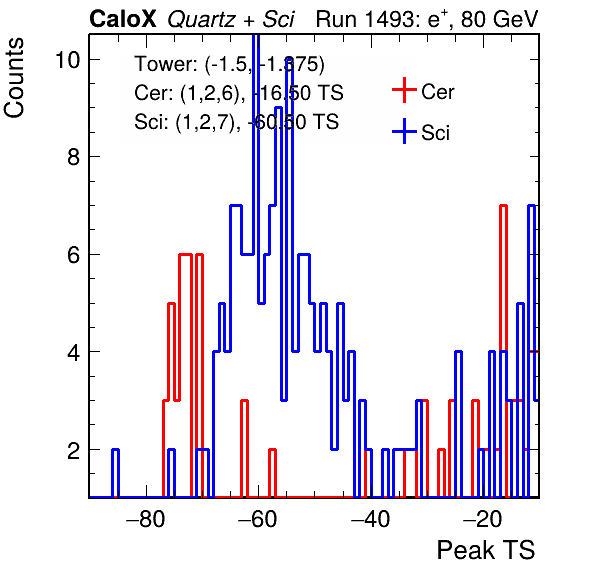 CaloX Quartz + Sci Run 1493: e+, 80 GeV
Counts
Tower: (-1.5, -1.375)
Cer: (1,2,6), -16.50 TS
Sci: (1,2,7), -60.50 TS
Cer
Sci
10
8
6
4
2
−80 −60 −40 −20
Peak TS